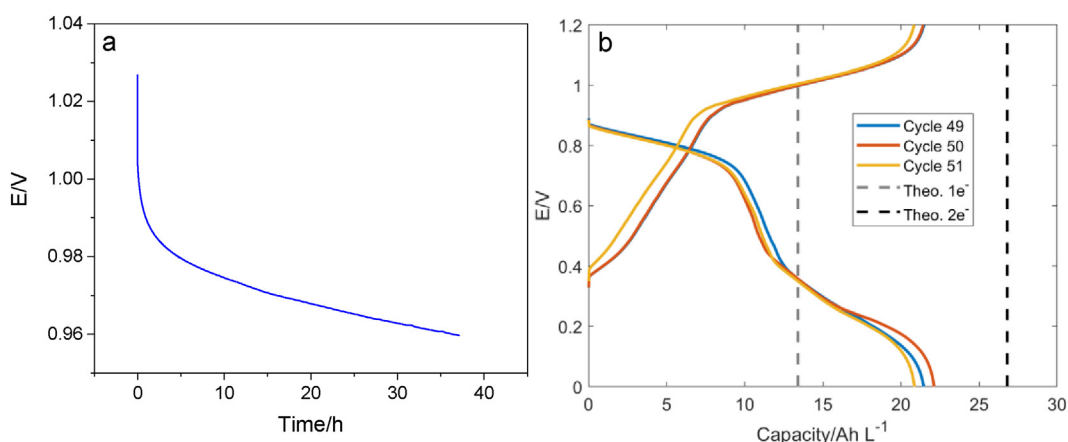 a
1.04
1.02
1.00
0.98
0.96
E/V
0
10
20
30
40
Time/h
b
1.2
1
0.8
0.6
0.4
0.2
0
E/V
Cycle 49
Cycle 50
Cycle 51
Theo. 1e⁻
Theo. 2e⁻
0
5
10
15
20
25
30
Capacity/Ah L⁻¹